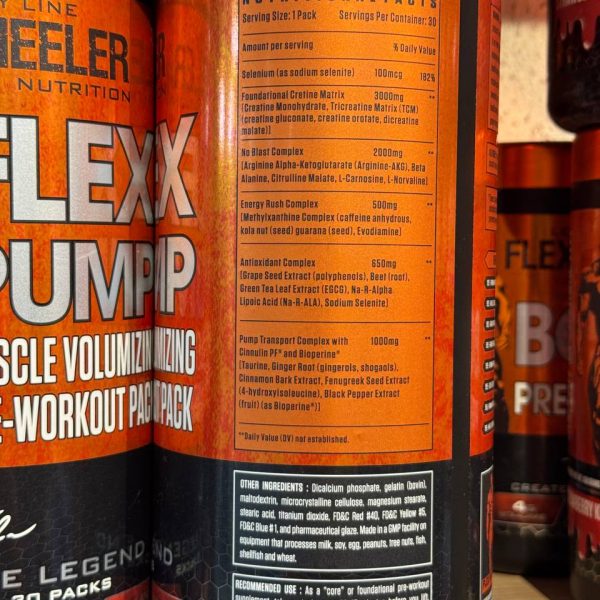 Y LINE
HEELER
NUTRITION
FLEXX
PUMP
SCLE VOLUMIZIN
E-WORKOUT PAC
E LEGEND
20 PACKS
X
MP
IZING
T PACK
Serving Size: 1 Pack Servings Per Container: 30
Amount per serving % Daily Value
Selenium (as sodium selenite) 100mcg 182%
Foundational Cretine Matrix 3000mg **
(Creatine Monohydrate, Tricreatine Matrix (TCM)
(creatine gluconate, creatine orotate, dicreatine
malate)]
No Blast Complex 2000mg **
(Arginine Alpha-Ketoglutarate (Arginine-AKG), Beta
Alanine, Citrulline Malate, L-Carnosine, L-Norvaline)
Energy Rush Complex 500mg **
(Methylxanthine Complex (caffeine anhydrous,
kola nut (seed) guarana (seed), Evodiamine)
Antioxidant Complex 650mg **
(Grape Seed Extract (polyphenols), Beet (root),
Green Tea Leaf Extract (EGCG), Na-R-Alpha
Lipoic Acid (Na-R-ALA), Sodium Selenite)
Pump Transport Complex with 1000mg **
Cinnulin PF® and Bioperine®
(Taurine, Ginger Root (gingerols, shogaols),
Cinnamon Bark Extract, Fenugreek Seed Extract
(4-hydroxyisoleucine), Black Pepper Extract
(fruit) (as Bioperine®)]
**Daily Value (DV) not established.
OTHER INGREDIENTS : Dicalcium phosphate, gelatin (bovin),
maltodextrin, microcrystalline cellulose, magnesium stearate,
stearic acid, titanium dioxide, FD&C Red #40, FD&C Yellow #5,
FD&C Blue #1, and pharmaceutical glaze. Made in a GMP facility on
equipment that processes milk, soy, egg, peanuts, tree nuts, fish,
shellfish and wheat.
RECOMMENDED USE : As a "core" or foundational pre-workout
FLEX
PRE
CREAT